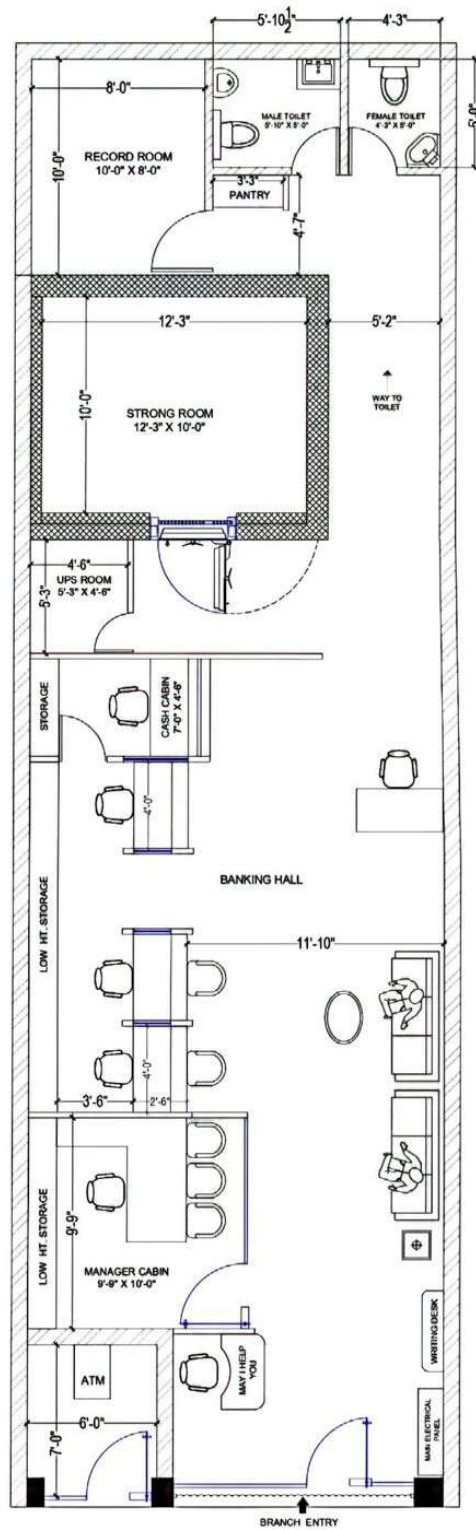 5'-10 1/2"
4'-3"
8'-0"
MALE TOILET
5'-10" X 5'-0"
FEMALE TOILET
4'-3" X 5'-0"
5'-0"
10'-0"
RECORD ROOM
10'-0" X 8'-0"
3'-3"
PANTRY
4'-7"
12'-3"
5'-2"
10'-0"
STRONG ROOM
12'-3" X 10'-0"
WAY TO
TOILET
4'-6"
UPS ROOM
5'-3" X 4'-6"
5'-3"
STORAGE
CASH CABIN
7'-0" X 4'-6"
4'-0"
BANKING HALL
LOW HT. STORAGE
11'-10"
4'-0"
3'-6"
2'-6"
LOW HT. STORAGE
9'-9"
MANAGER CABIN
9'-9" X 10'-0"
WRITING DESK
MAY I HELP
YOU
ATM
6'-0"
7'-0"
MAIN ELECTRICAL
PANEL
BRANCH ENTRY